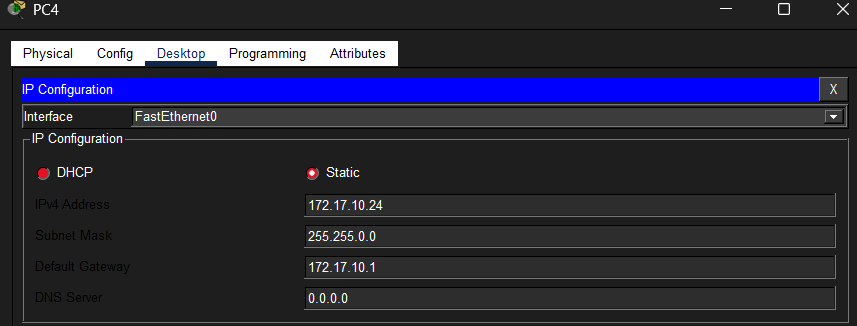 PC4
Physical Config Desktop Programming Attributes
IP Configuration X
Interface FastEthernet0
IP Configuration
DHCP Static
IPv4 Address 172.17.10.24
Subnet Mask 255.255.0.0
Default Gateway 172.17.10.1
DNS Server 0.0.0.0